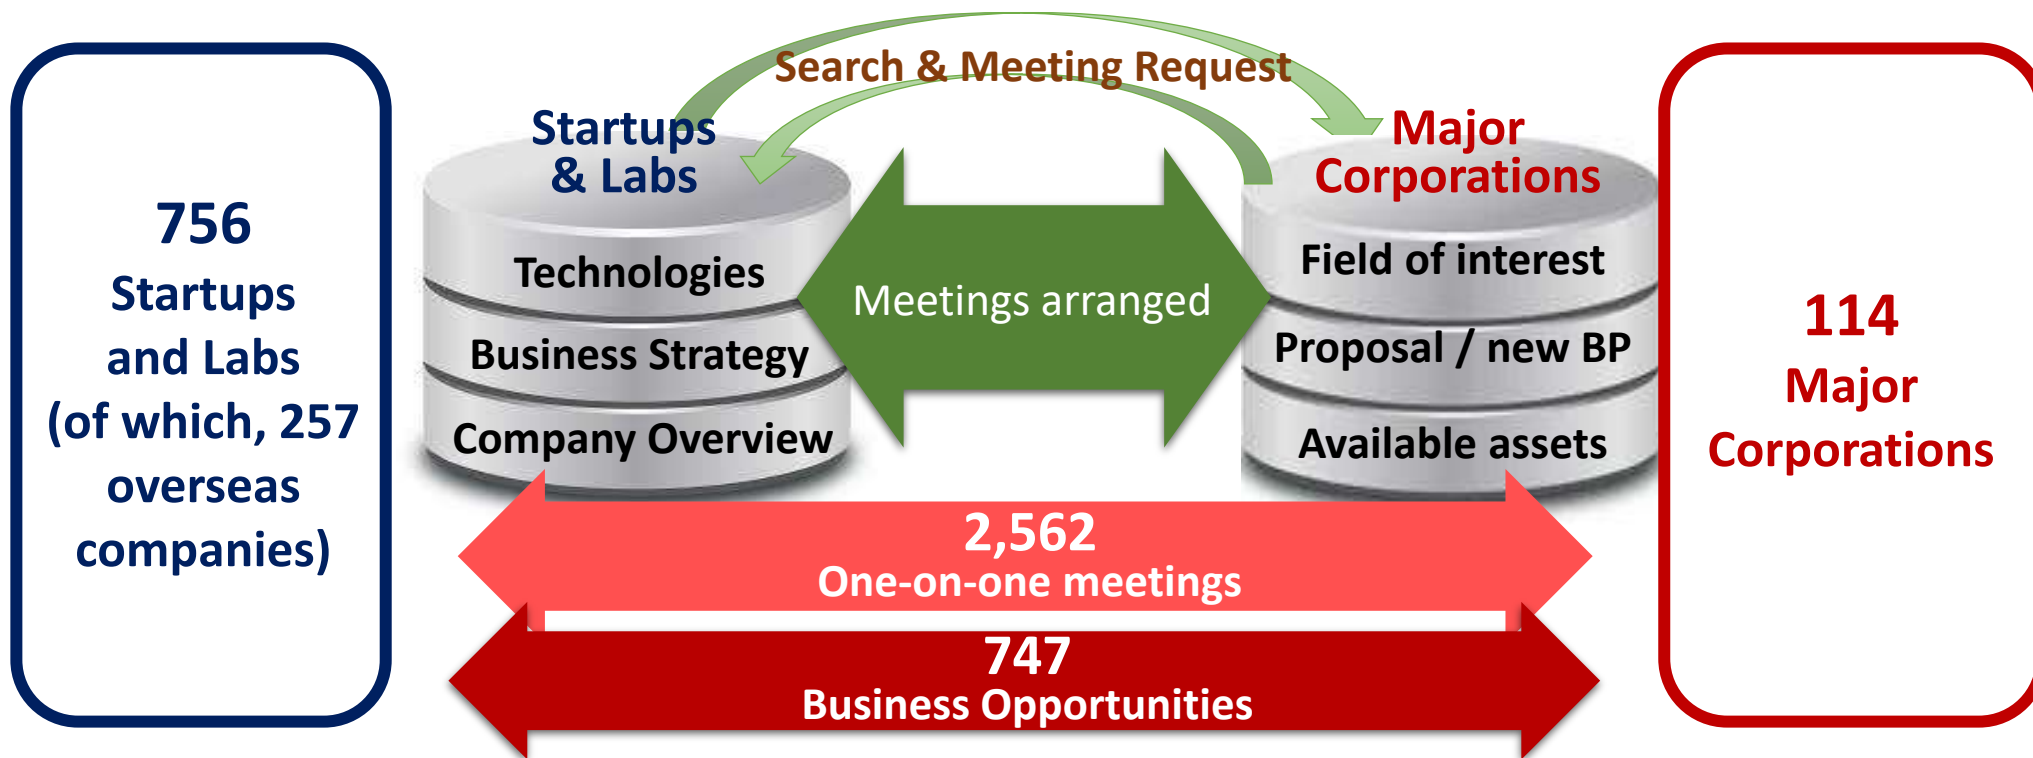 756
Startups
and Labs
(of which, 257
overseas
companies)
Search & Meeting Request
Startups
& Labs
Technologies
Business Strategy
Company Overview
Meetings arranged
Major
Corporations
Field of interest
Proposal / new BP
Available assets
2,562
One-on-one meetings
747
Business Opportunities
114
Major
Corporations